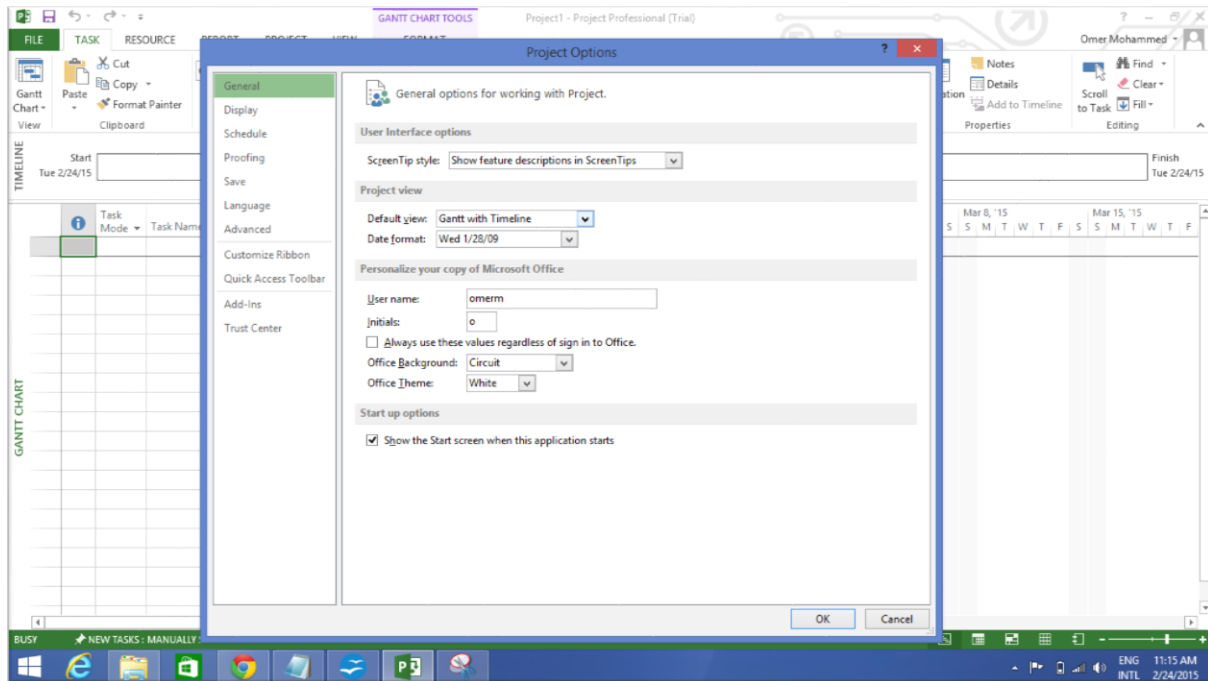 GANTT CHART TOOLS
Project1 - Project Professional (Trial)
FILE TASK RESOURCE REPORT PROJECT VIEW FORMAT
Omer Mohammed
Gantt Chart
View
Paste
Cut
Copy
Format Painter
Clipboard
Notes
Details
Add to Timeline
Properties
Scroll to Task
Find
Clear
Fill
Editing
TIMELINE
Start
Tue 2/24/15
Finish
Tue 2/24/15
Task Mode
Task Name
Mar 8, '15 Mar 15, '15
S S M T W T F S S M T W T F
GANTT CHART
Project Options
General
Display
Schedule
Proofing
Save
Language
Advanced
Customize Ribbon
Quick Access Toolbar
Add-Ins
Trust Center
General options for working with Project.
User Interface options
ScreenTip style: Show feature descriptions in ScreenTips
Project view
Default view: Gantt with Timeline
Date format: Wed 1/28/09
Personalize your copy of Microsoft Office
User name: omerm
Initials: o
Always use these values regardless of sign in to Office.
Office Background: Circuit
Office Theme: White
Start up options
Show the Start screen when this application starts
OK Cancel
BUSY NEW TASKS : MANUALLY
ENG 11:15 AM
INTL 2/24/2015